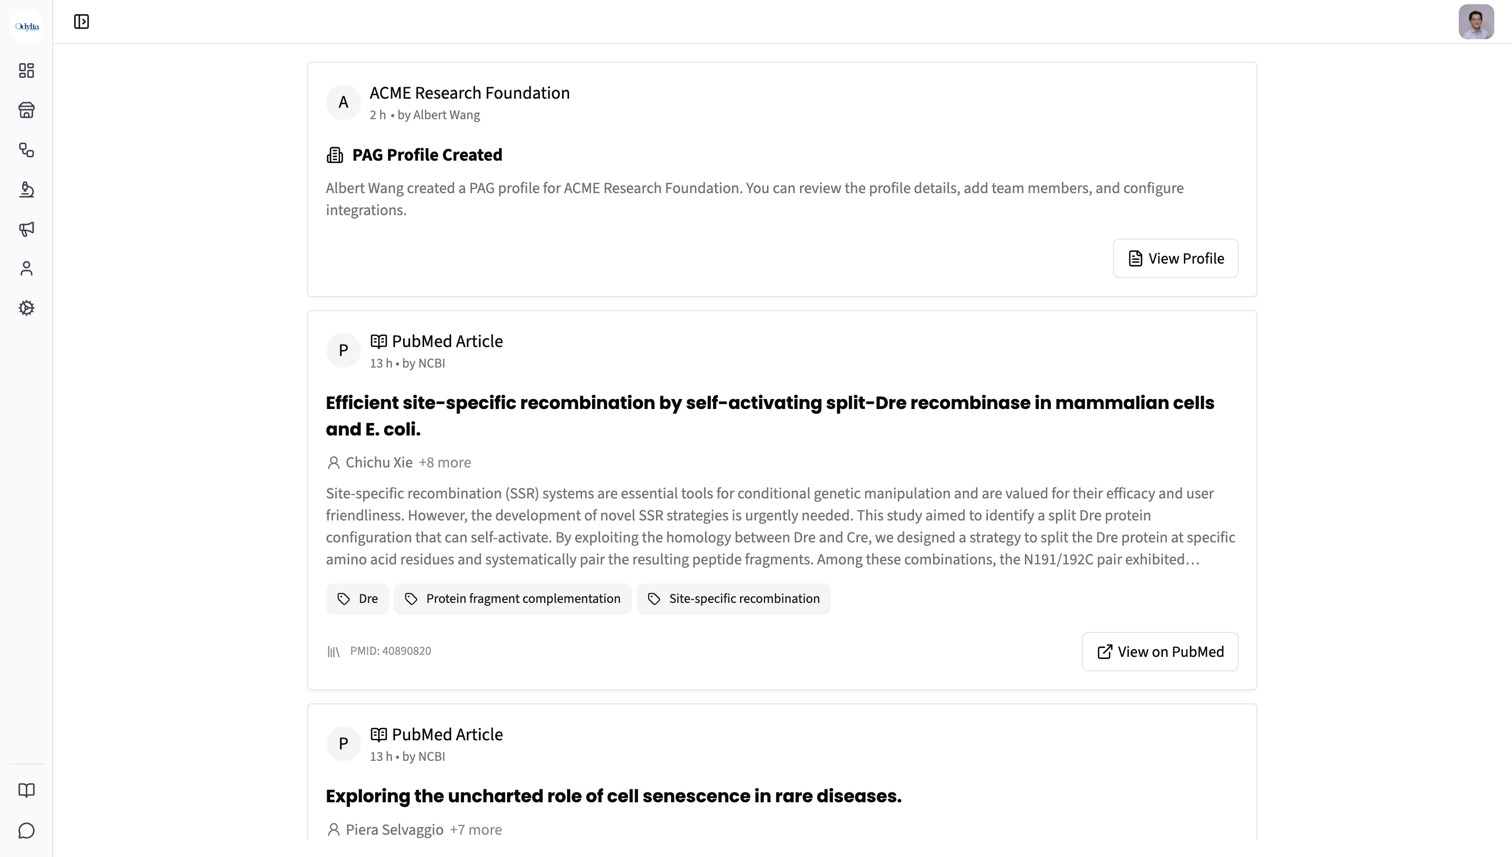 Odylia
A
ACME Research Foundation
2 h • by Albert Wang
PAG Profile Created
Albert Wang created a PAG profile for ACME Research Foundation. You can review the profile details, add team members, and configure
integrations.
View Profile
P
PubMed Article
13 h • by NCBI
Efficient site-specific recombination by self-activating split-Dre recombinase in mammalian cells
and E. coli.
Chichu Xie +8 more
Site-specific recombination (SSR) systems are essential tools for conditional genetic manipulation and are valued for their efficacy and user
friendliness. However, the development of novel SSR strategies is urgently needed. This study aimed to identify a split Dre protein
configuration that can self-activate. By exploiting the homology between Dre and Cre, we designed a strategy to split the Dre protein at specific
amino acid residues and systematically pair the resulting peptide fragments. Among these combinations, the N191/192C pair exhibited…
Dre Protein fragment complementation Site-specific recombination
PMID: 40890820
View on PubMed
P
PubMed Article
13 h • by NCBI
Exploring the uncharted role of cell senescence in rare diseases.
Piera Selvaggio +7 more